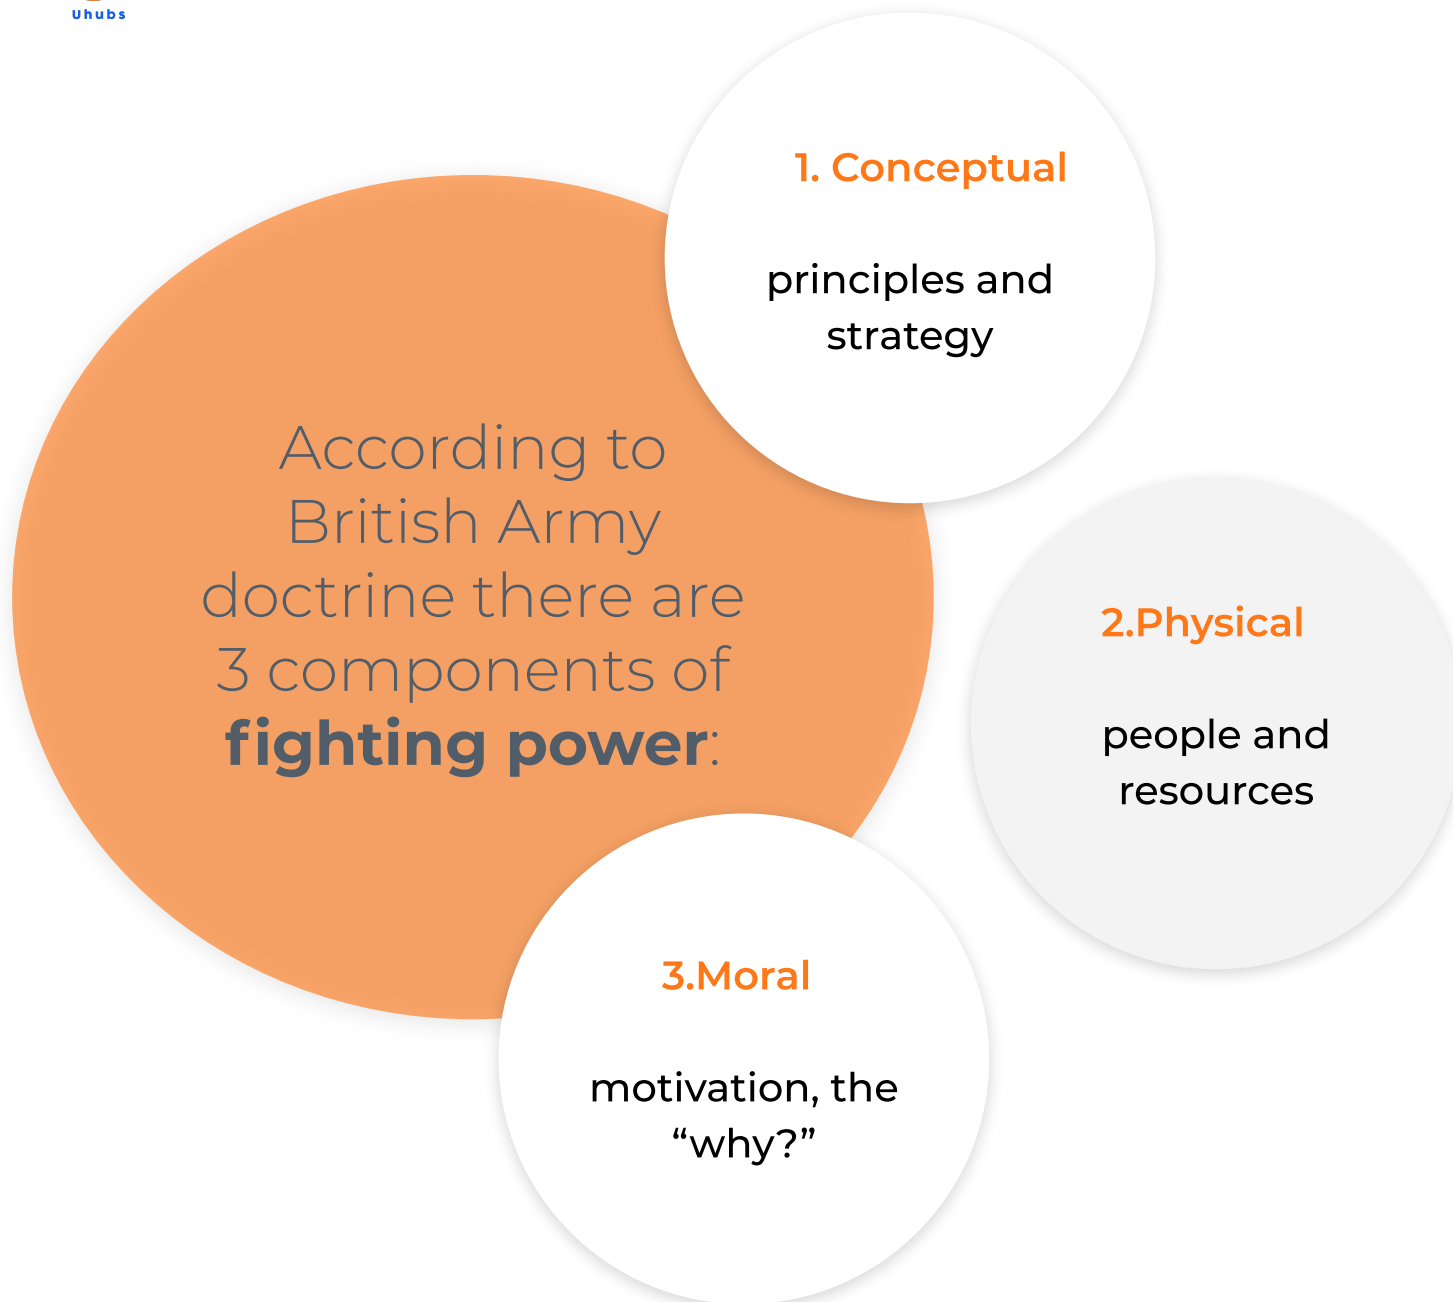 Uhubs
According to
British Army
doctrine there are
3 components of
fighting power:
1. Conceptual
principles and
strategy
2.Physical
people and
resources
3.Moral
motivation, the
“why?”